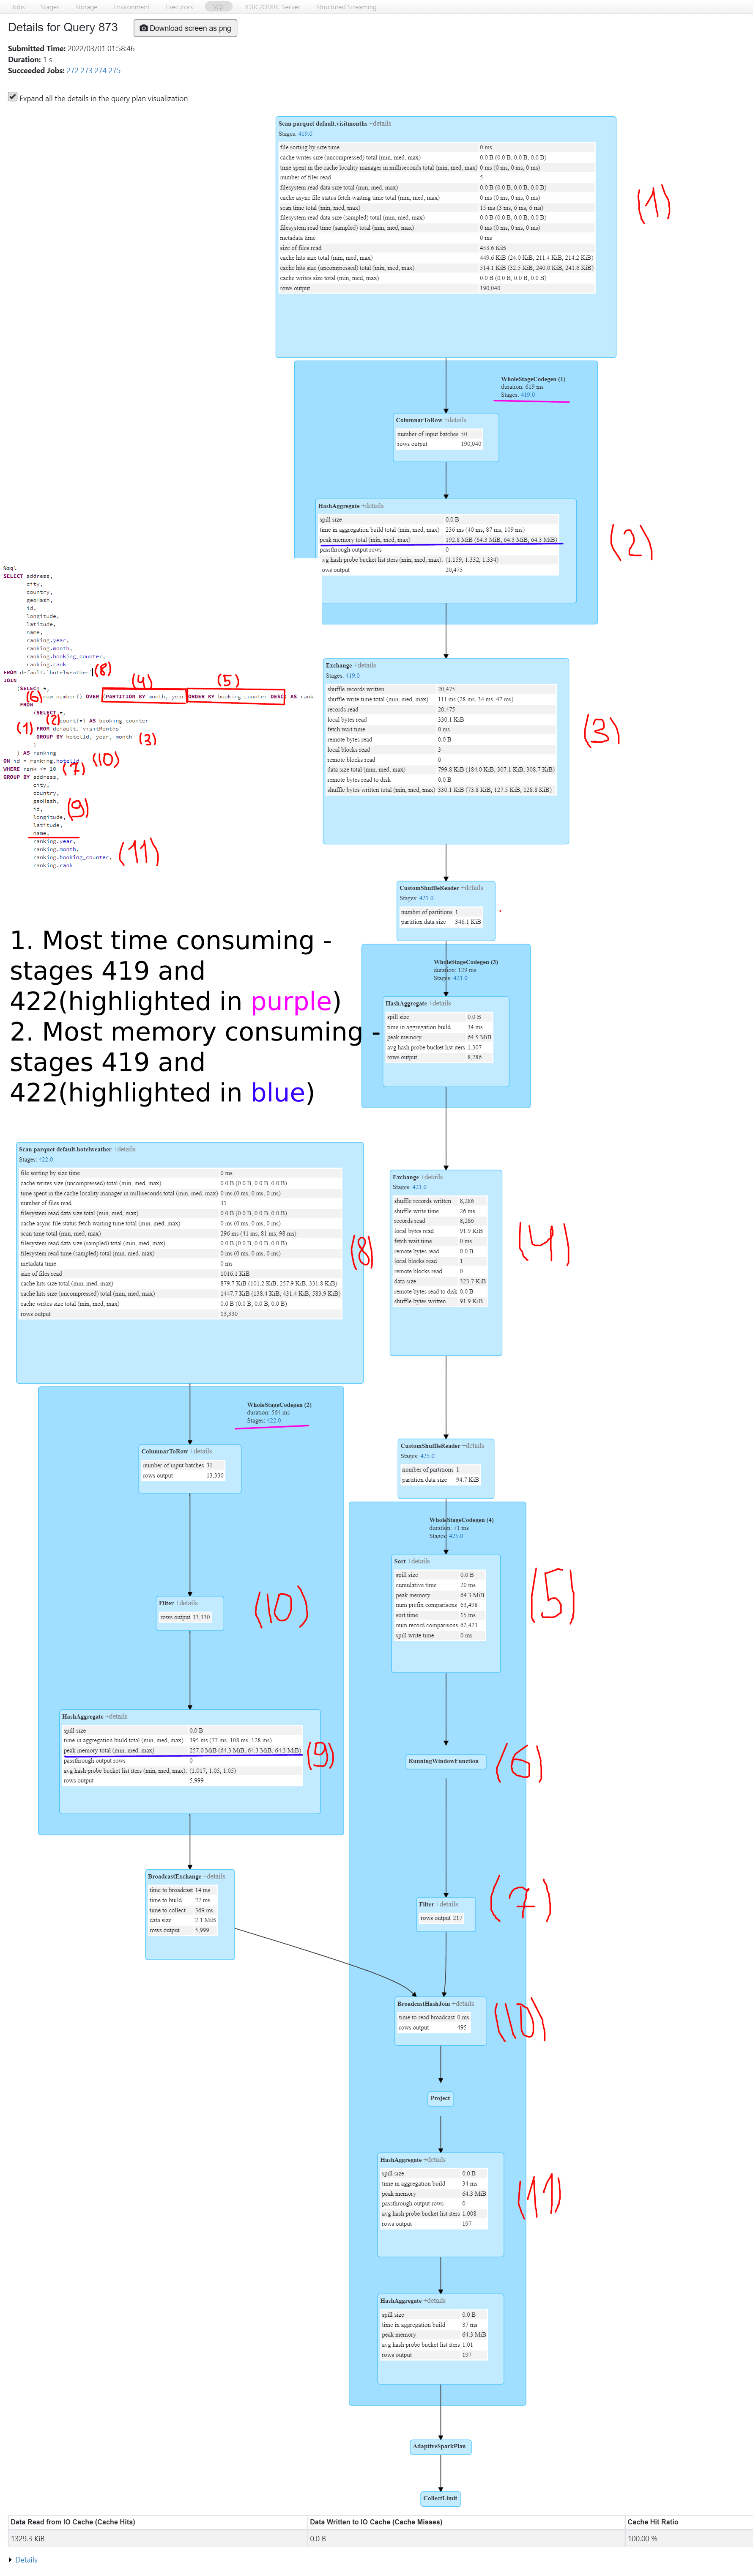 Jobs Stages Storage Environment Executors SQL JDBC/ODBC Server Structured Streaming
Details for Query 873
Download screen as png
Submitted Time: 2022/03/01 01:58:46
Duration: 1 s
Succeeded Jobs: 272 273 274 275
Expand all the details in the query plan visualization
Scan parquet default.visitmonths +details
Stages: 419.0
file sorting by size time 0 ms
cache writes size (uncompressed) total (min, med, max) 0.0 B (0.0 B, 0.0 B, 0.0 B)
time spent in the cache locality manager in milliseconds total (min, med, max) 0 ms (0 ms, 0 ms, 0 ms)
number of files read 5
filesystem read data size total (min, med, max) 0.0 B (0.0 B, 0.0 B, 0.0 B)
cache async file status fetch waiting time total (min, med, max) 0 ms (0 ms, 0 ms, 0 ms)
scan time total (min, med, max) 15 ms (3 ms, 6 ms, 6 ms)
filesystem read data size (sampled) total (min, med, max) 0.0 B (0.0 B, 0.0 B, 0.0 B)
filesystem read time (sampled) total (min, med, max) 0 ms (0 ms, 0 ms, 0 ms)
metadata time 0 ms
size of files read 453.6 KiB
cache hits size total (min, med, max) 449.6 KiB (24.0 KiB, 211.4 KiB, 214.2 KiB)
cache hits size (uncompressed) total (min, med, max) 514.1 KiB (32.5 KiB, 240.0 KiB, 241.6 KiB)
cache writes size total (min, med, max) 0.0 B (0.0 B, 0.0 B, 0.0 B)
rows output 190,040
(1)
WholeStageCodegen (1)
duration: 619 ms
Stages: 419.0
ColumnarToRow +details
number of input batches 50
rows output 190,040
HashAggregate +details
spill size 0.0 B
time in aggregation build total (min, med, max) 236 ms (40 ms, 87 ms, 109 ms)
peak memory total (min, med, max) 192.8 MiB (64.3 MiB, 64.3 MiB, 64.3 MiB)
passthrough output rows 0
avg hash probe bucket list iters (min, med, max): (1.159, 1.332, 1.334)
rows output 20,475
(2)
%sql
SELECT address,
city,
country,
geoHash,
id,
longitude,
latitude,
name,
ranking.year,
ranking.month,
ranking.booking_counter,
ranking.rank
FROM default.`hotelweather` (8)
JOIN
(SELECT *,
(6) row_number() OVER (PARTITION BY month, year ORDER BY booking_counter DESC) AS rank
(4) (5)
FROM
(SELECT *,
(2) count(*) AS booking_counter
(1) FROM default.`visitMonths`
GROUP BY hotelId, year, month (3)
)
) AS ranking
ON id = ranking.hotelId (10)
WHERE rank <= 10 (7)
GROUP BY address,
city,
country,
geoHash,
id, (9)
longitude,
latitude,
name,
ranking.year,
ranking.month, (11)
ranking.booking_counter,
ranking.rank
Exchange +details
Stages: 419.0
shuffle records written 20,475
shuffle write time total (min, med, max) 111 ms (28 ms, 34 ms, 47 ms)
records read 20,475
local bytes read 330.1 KiB
fetch wait time 0 ms
remote bytes read 0.0 B
local blocks read 3
remote blocks read 0
data size total (min, med, max) 799.8 KiB (184.0 KiB, 307.1 KiB, 308.7 KiB)
remote bytes read to disk 0.0 B
shuffle bytes written total (min, med, max) 330.1 KiB (73.8 KiB, 127.5 KiB, 128.8 KiB)
(3)
CustomShuffleReader +details
Stages: 421.0
number of partitions 1
partition data size 346.1 KiB
WholeStageCodegen (3)
duration: 129 ms
Stages: 421.0
HashAggregate +details
spill size 0.0 B
time in aggregation build 34 ms
peak memory 64.5 MiB
avg hash probe bucket list iters 1.307
rows output 8,286
1. Most time consuming -
stages 419 and
422(highlighted in purple)
2. Most memory consuming -
stages 419 and
422(highlighted in blue)
Exchange +details
Stages: 421.0
shuffle records written 8,286
shuffle write time 26 ms
records read 8,286
local bytes read 91.9 KiB
fetch wait time 0 ms
remote bytes read 0.0 B
local blocks read 1
remote blocks read 0
data size 323.7 KiB
remote bytes read to disk 0.0 B
shuffle bytes written 91.9 KiB
(4)
Scan parquet default.hotelweather +details
Stages: 422.0
file sorting by size time 0 ms
cache writes size (uncompressed) total (min, med, max) 0.0 B (0.0 B, 0.0 B, 0.0 B)
time spent in the cache locality manager in milliseconds total (min, med, max) 0 ms (0 ms, 0 ms, 0 ms)
number of files read 31
filesystem read data size total (min, med, max) 0.0 B (0.0 B, 0.0 B, 0.0 B)
cache async file status fetch waiting time total (min, med, max) 0 ms (0 ms, 0 ms, 0 ms)
scan time total (min, med, max) 296 ms (41 ms, 81 ms, 98 ms)
filesystem read data size (sampled) total (min, med, max) 0.0 B (0.0 B, 0.0 B, 0.0 B)
filesystem read time (sampled) total (min, med, max) 0 ms (0 ms, 0 ms, 0 ms)
metadata time 0 ms
size of files read 1016.1 KiB
cache hits size total (min, med, max) 879.7 KiB (101.2 KiB, 257.9 KiB, 331.8 KiB)
cache hits size (uncompressed) total (min, med, max) 1447.7 KiB (138.4 KiB, 431.4 KiB, 583.9 KiB)
cache writes size total (min, med, max) 0.0 B (0.0 B, 0.0 B, 0.0 B)
rows output 13,330
(8)
WholeStageCodegen (2)
duration: 564 ms
Stages: 422.0
ColumnarToRow +details
number of input batches 31
rows output 13,330
Filter +details
rows output 13,330
(10)
HashAggregate +details
spill size 0.0 B
time in aggregation build total (min, med, max) 395 ms (77 ms, 108 ms, 128 ms)
peak memory total (min, med, max) 257.0 MiB (64.3 MiB, 64.3 MiB, 64.3 MiB)
passthrough output rows 0
avg hash probe bucket list iters (min, med, max): (1.017, 1.05, 1.05)
rows output 5,999
(9)
BroadcastExchange +details
time to broadcast 14 ms
time to build 27 ms
time to collect 369 ms
data size 2.1 MiB
rows output 5,999
CustomShuffleReader +details
Stages: 425.0
number of partitions 1
partition data size 94.7 KiB
WholeStageCodegen (4)
duration: 71 ms
Stages: 425.0
Sort +details
spill size 0.0 B
cumulative time 20 ms
peak memory 64.3 MiB
num prefix comparisons 63,498
sort time 15 ms
num record comparisons 62,423
spill write time 0 ms
(5)
RunningWindowFunction
(6)
Filter +details
rows output 217
(7)
BroadcastHashJoin +details
time to read broadcast 0 ms
rows output 495
(10)
Project
HashAggregate +details
spill size 0.0 B
time in aggregation build 34 ms
peak memory 64.3 MiB
passthrough output rows 0
avg hash probe bucket list iters 1.008
rows output 197
(11)
HashAggregate +details
spill size 0.0 B
time in aggregation build 37 ms
peak memory 64.3 MiB
avg hash probe bucket list iters 1.01
rows output 197
AdaptiveSparkPlan
CollectLimit
Data Read from IO Cache (Cache Hits) Data Written to IO Cache (Cache Misses) Cache Hit Ratio
1329.3 KiB 0.0 B 100.00 %
Details